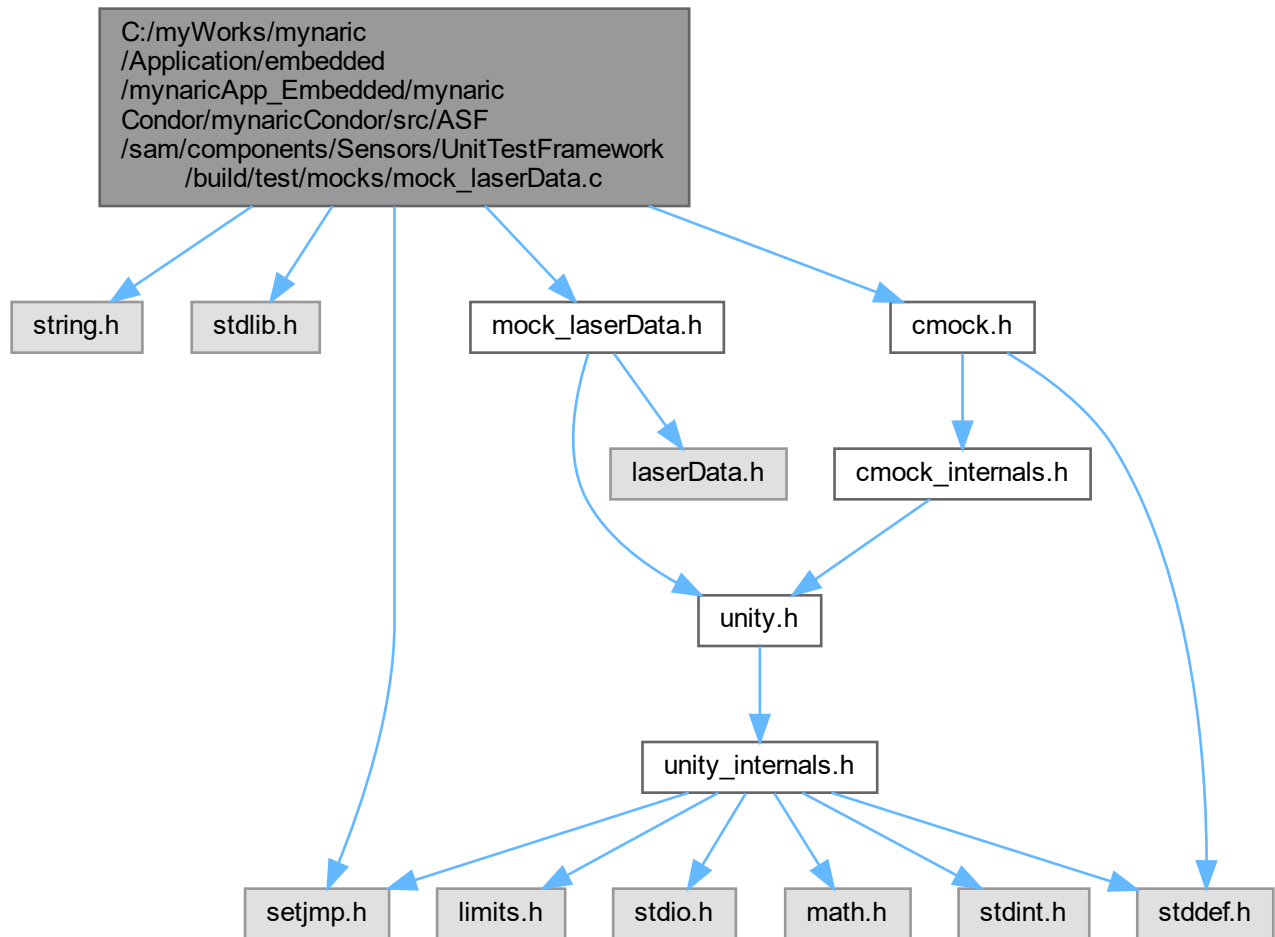 C:/myWorks/mynaric
/Application/embedded
/mynaricApp_Embedded/mynaric
Condor/mynaricCondor/src/ASF
/sam/components/Sensors/UnitTestFramework
/build/test/mocks/mock_laserData.c
string.h
stdlib.h
mock_laserData.h
cmock.h
laserData.h
cmock_internals.h
unity.h
unity_internals.h
setjmp.h
limits.h
stdio.h
math.h
stdint.h
stddef.h